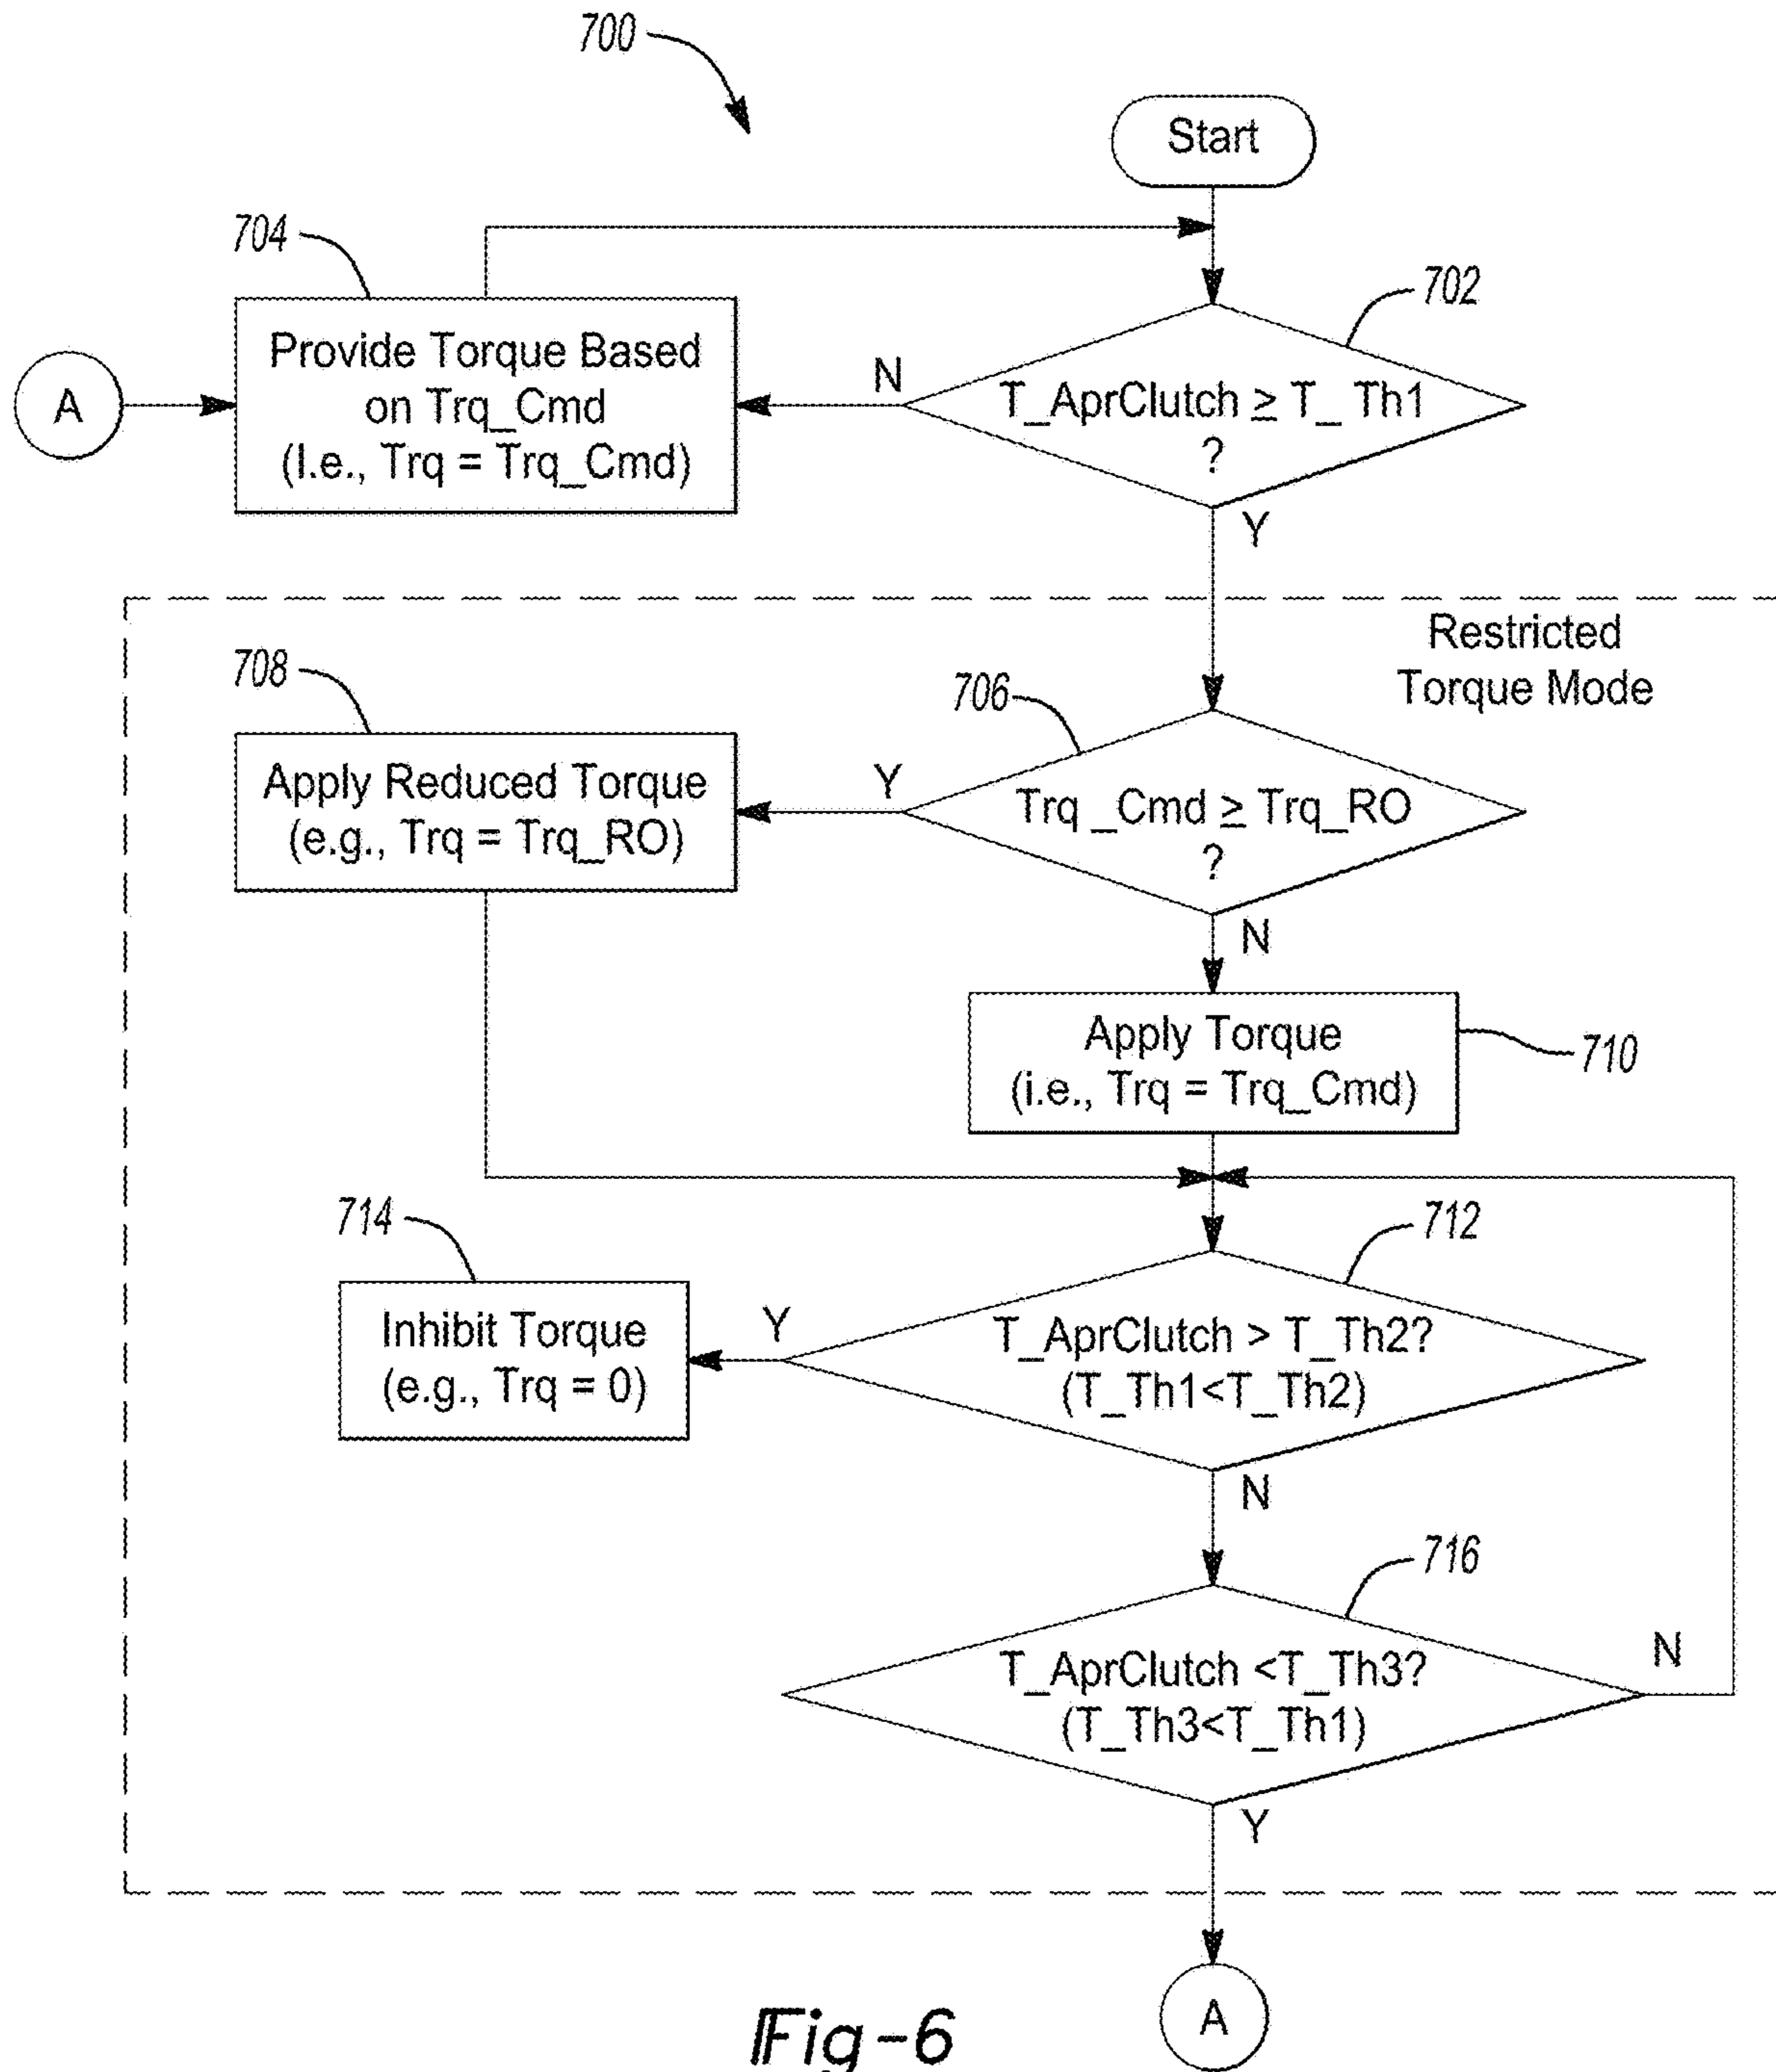 700
Start
704
702
Provide Torque Based
on Trq_Cmd
(I.e., Trq = Trq_Cmd)
A
N
T_AprClutch ≥ T_ Th1
?
Y
Restricted
Torque Mode
708
706
Apply Reduced Torque
(e.g., Trq = Trq_RO)
Y
Trq _Cmd ≥ Trq_RO
?
N
Apply Torque
(i.e., Trq = Trq_Cmd)
710
714
712
Inhibit Torque
(e.g., Trq = 0)
Y
T_AprClutch > T_Th2?
(T_Th1<T_Th2)
N
716
T_AprClutch <T_Th3?
(T_Th3<T_Th1)
N
Y
A
Fig-6